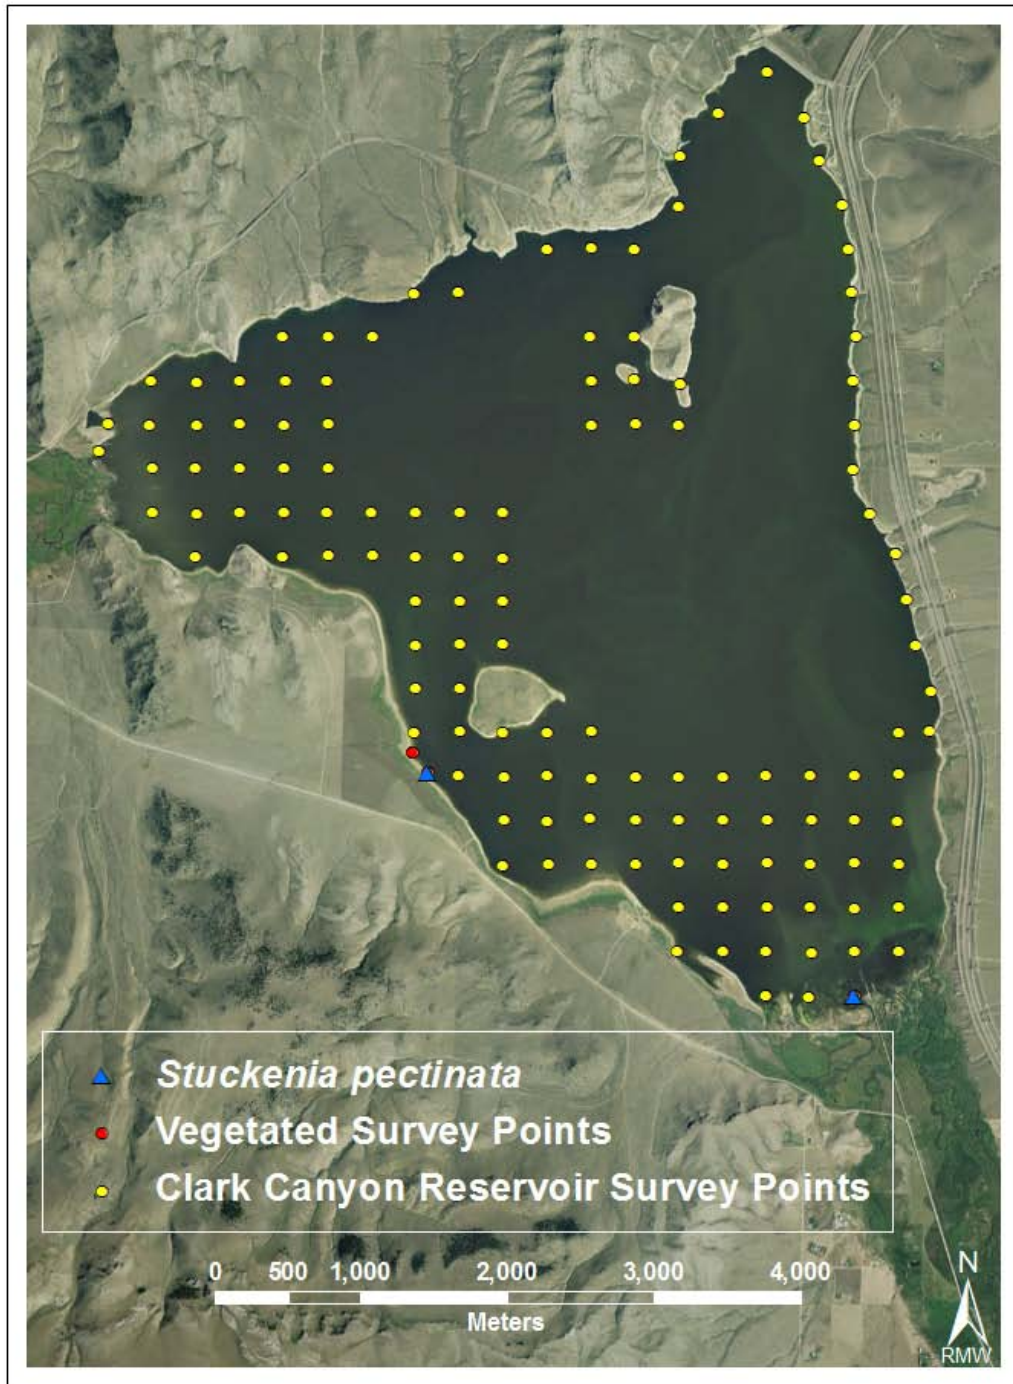 Stuckenia pectinata
Vegetated Survey Points
Clark Canyon Reservoir Survey Points
0 500 1,000 2,000 3,000 4,000
Meters
N
RMW